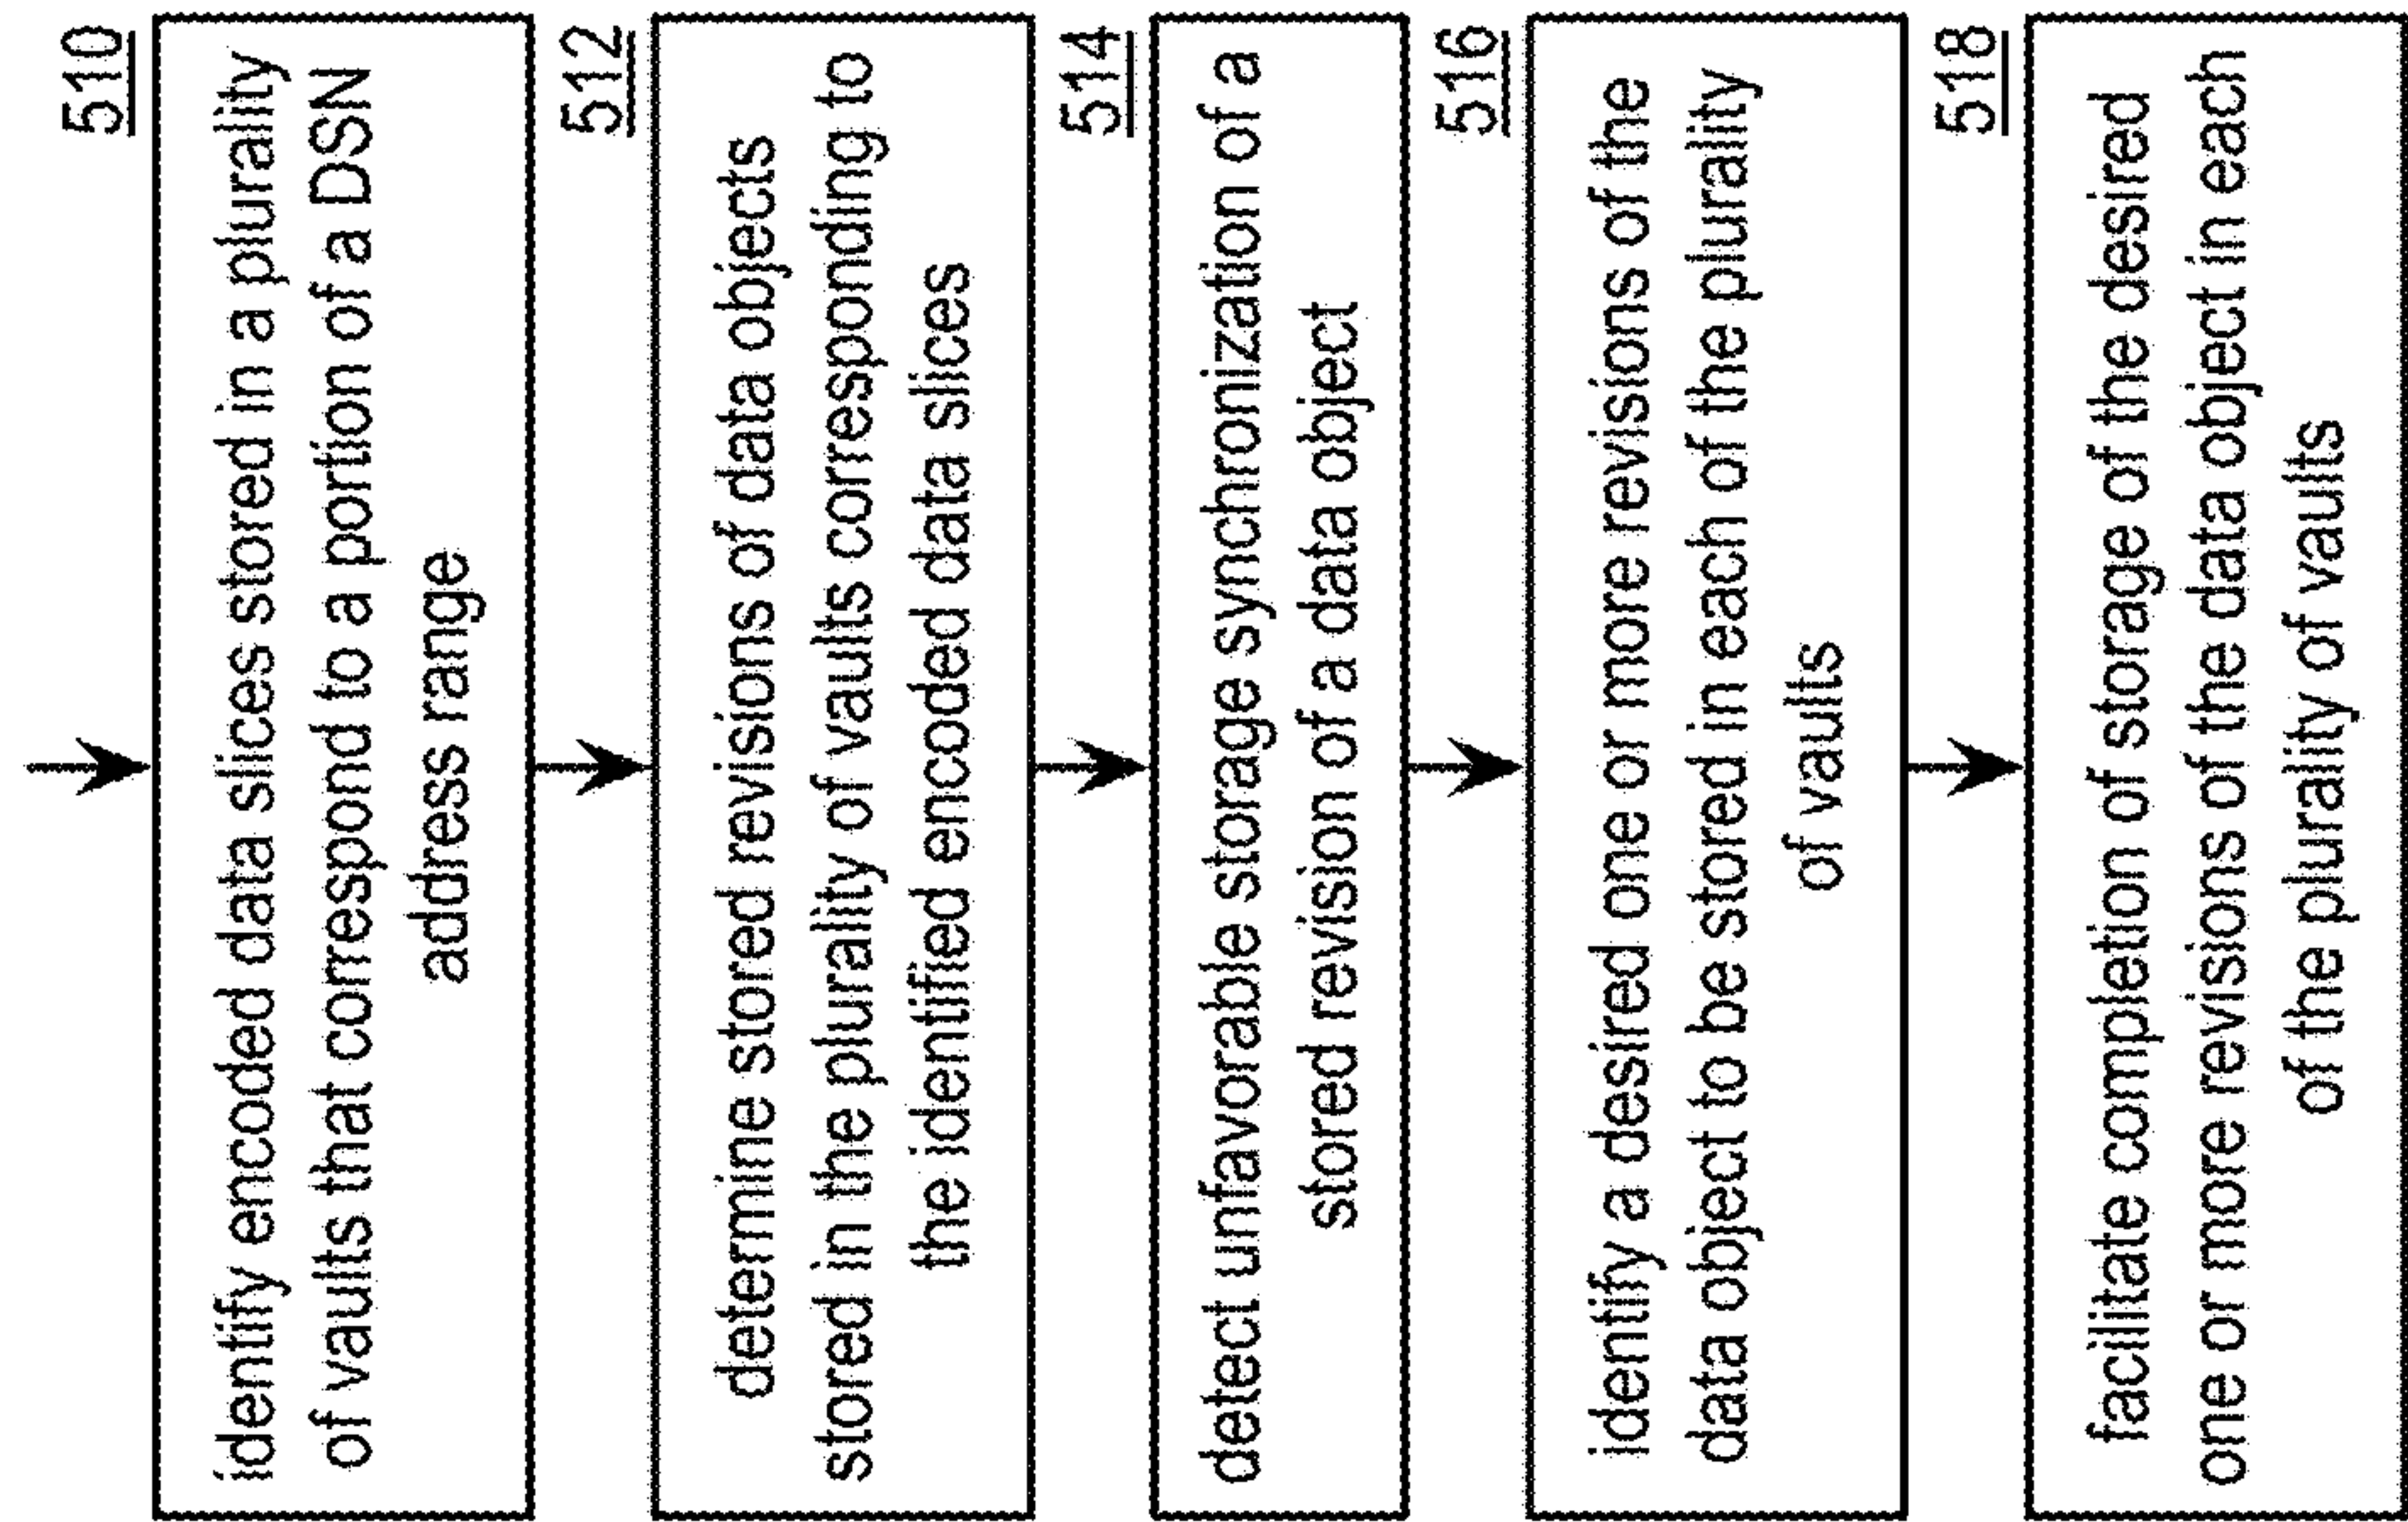 510
identify encoded data slices stored in a plurality
of vaults that correspond to a portion of a DSN
address range
512
determine stored revisions of data objects
stored in the plurality of vaults corresponding to
the identified encoded data slices
514
detect unfavorable storage synchronization of a
stored revision of a data object
516
identify a desired one or more revisions of the
data object to be stored in each of the plurality
of vaults
518
facilitate completion of storage of the desired
one or more revisions of the data object in each
of the plurality of vaults